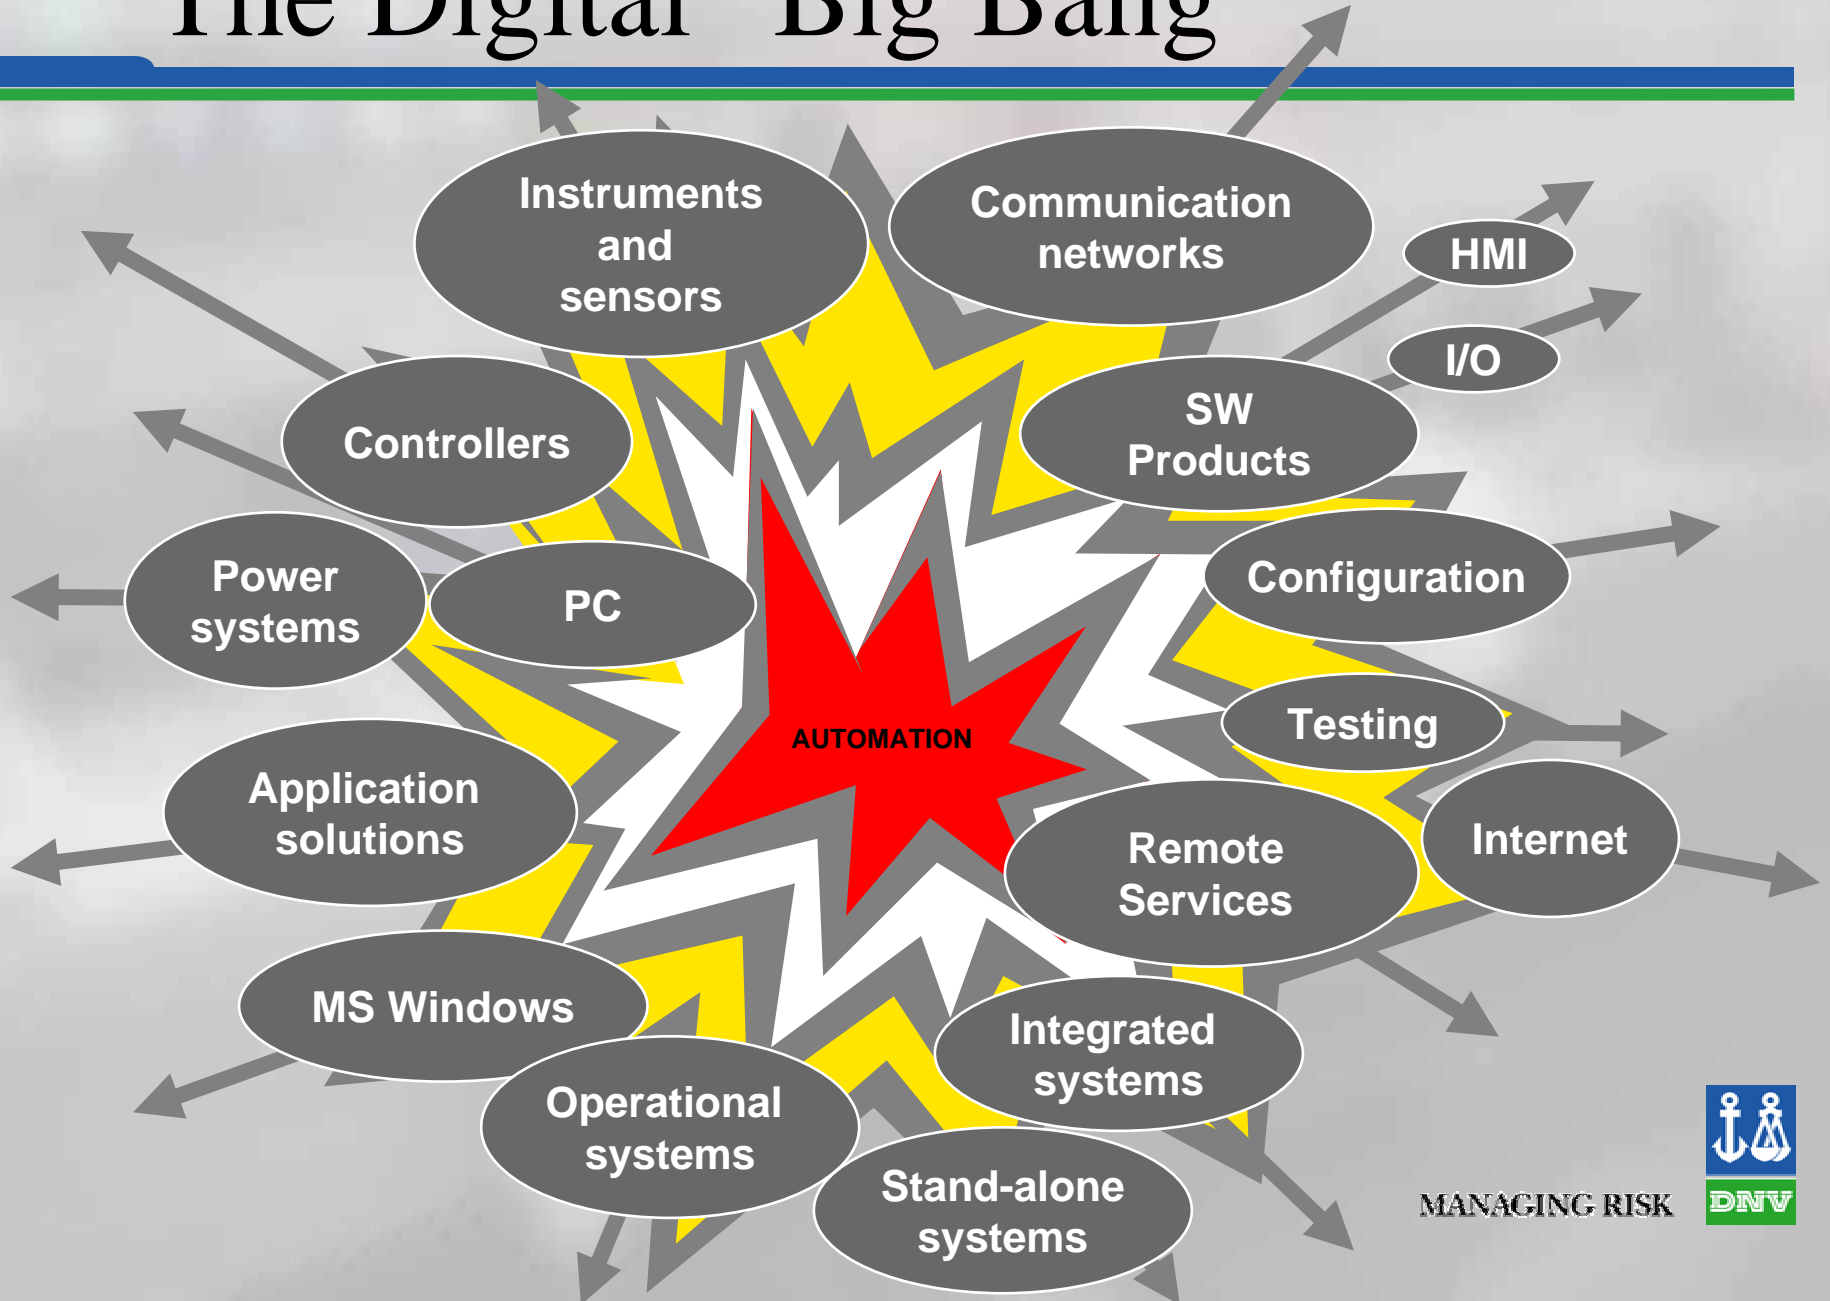 The Digital "Big Bang"
Instruments
and
sensors
Communication
networks
HMI
I/O
SW
Products
Controllers
Configuration
Power
systems
PC
Testing
AUTOMATION
Application
solutions
Remote
Services
Internet
MS Windows
Integrated
systems
Operational
systems
Stand-alone
systems
MANAGING RISK
DNV